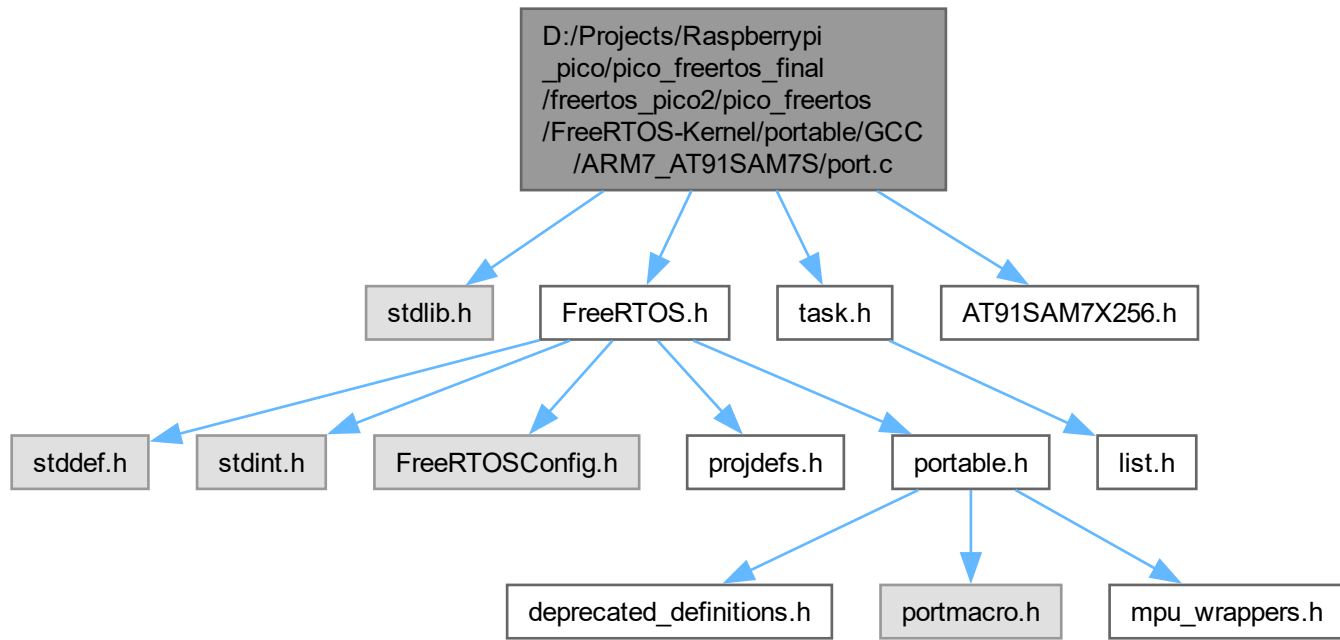 D:/Projects/Raspberrypi
_pico/pico_freertos_final
/freertos_pico2/pico_freertos
/FreeRTOS-Kernel/portable/GCC
/ARM7_AT91SAM7S/port.c
stdlib.h
FreeRTOS.h
task.h
AT91SAM7X256.h
stddef.h
stdint.h
FreeRTOSConfig.h
projdefs.h
portable.h
list.h
deprecated_definitions.h
portmacro.h
mpu_wrappers.h